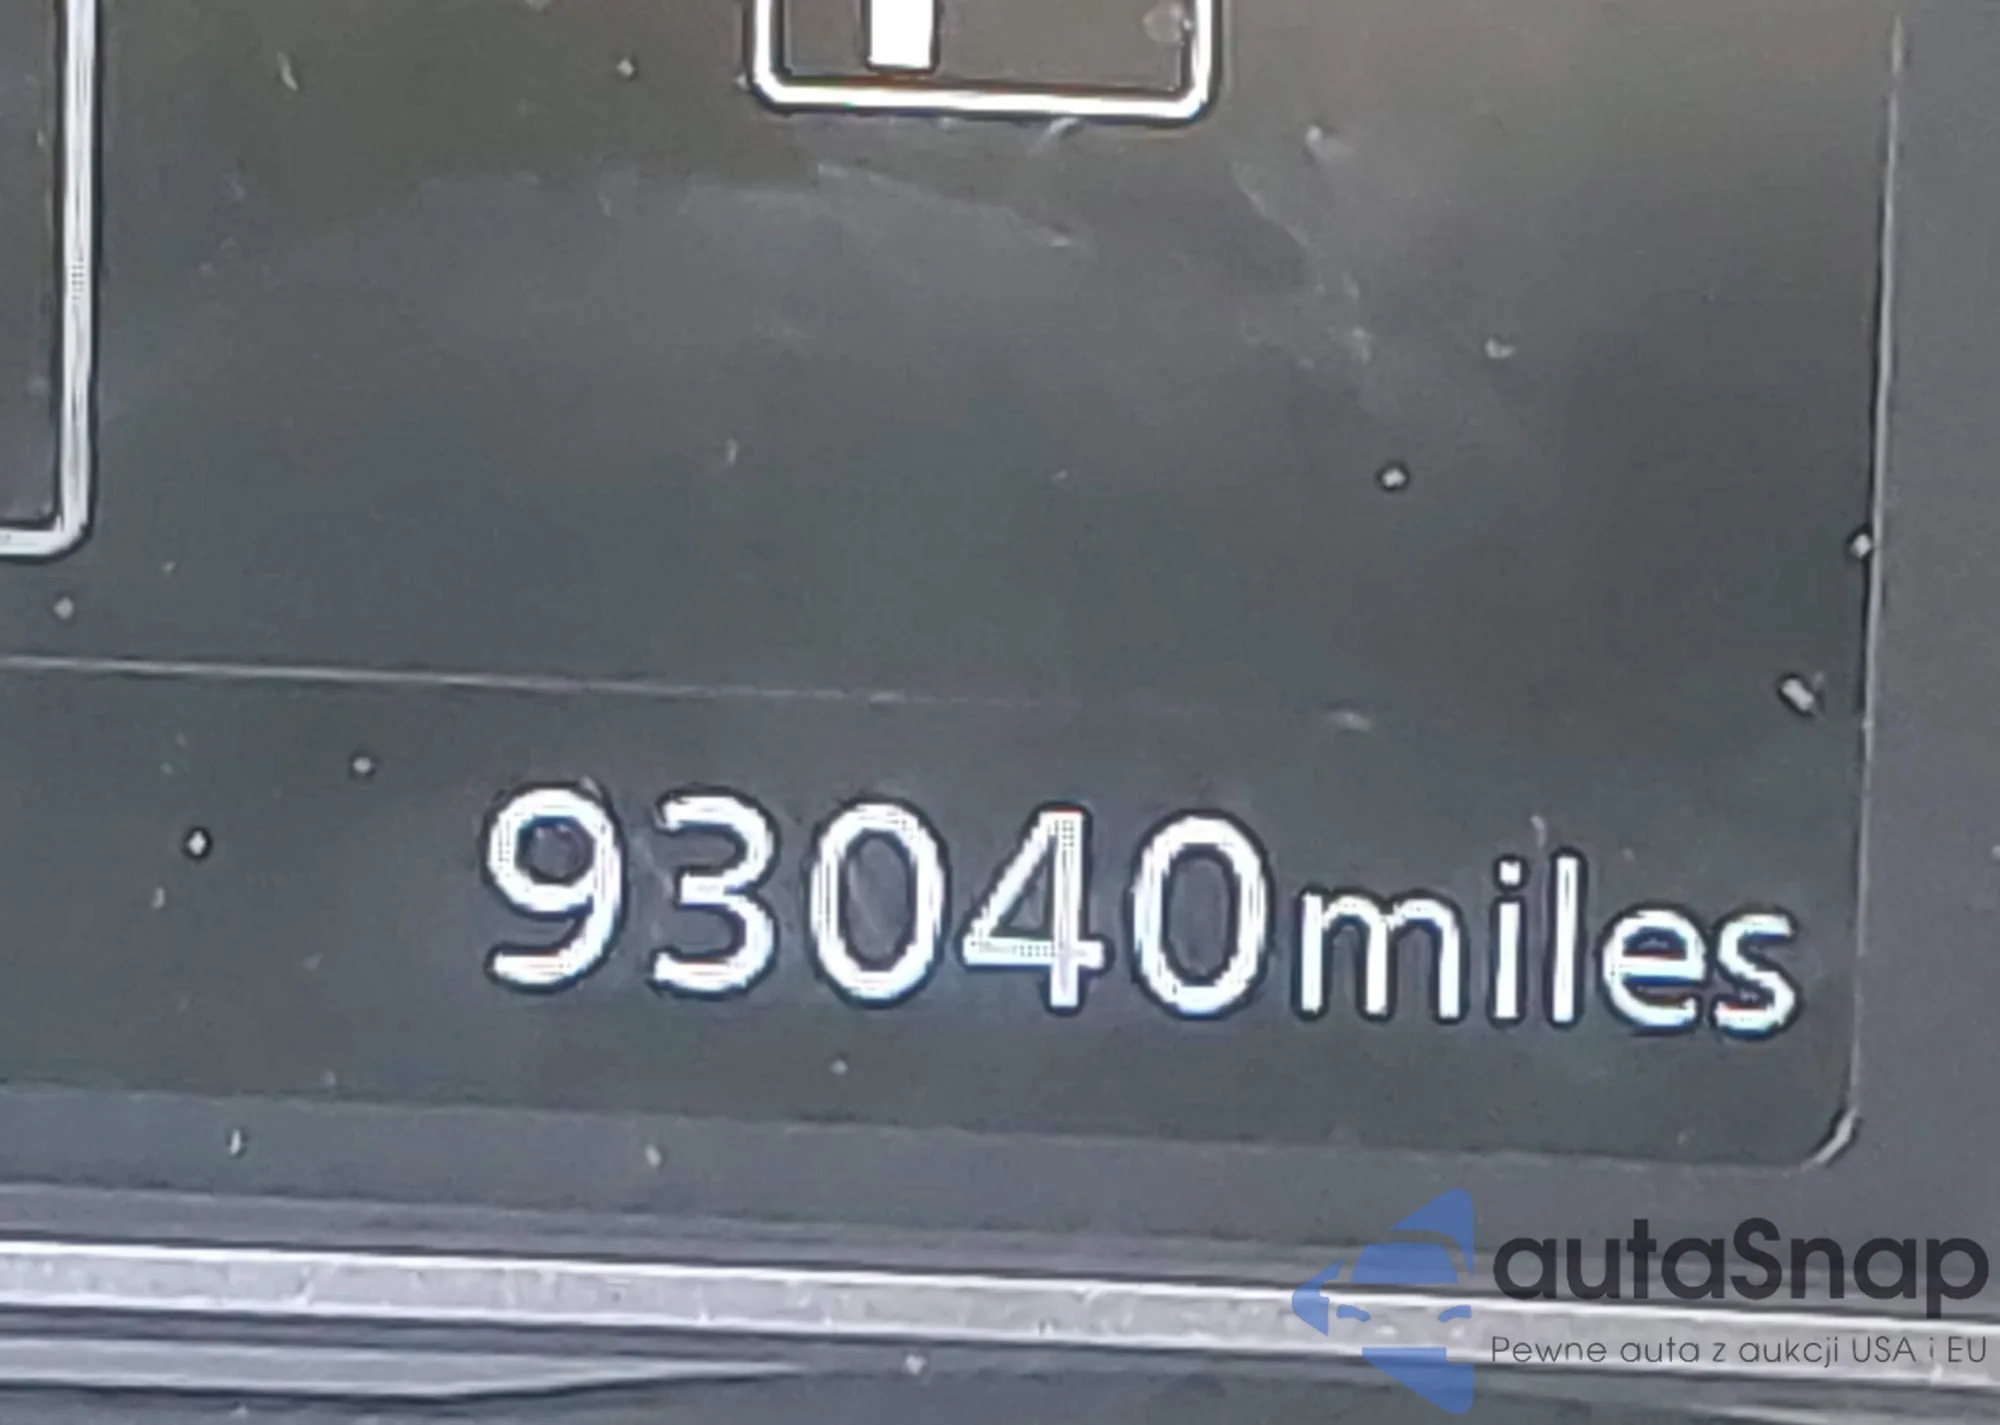 93040miles
autaSnap
Pewne auta z aukcji USA i EU